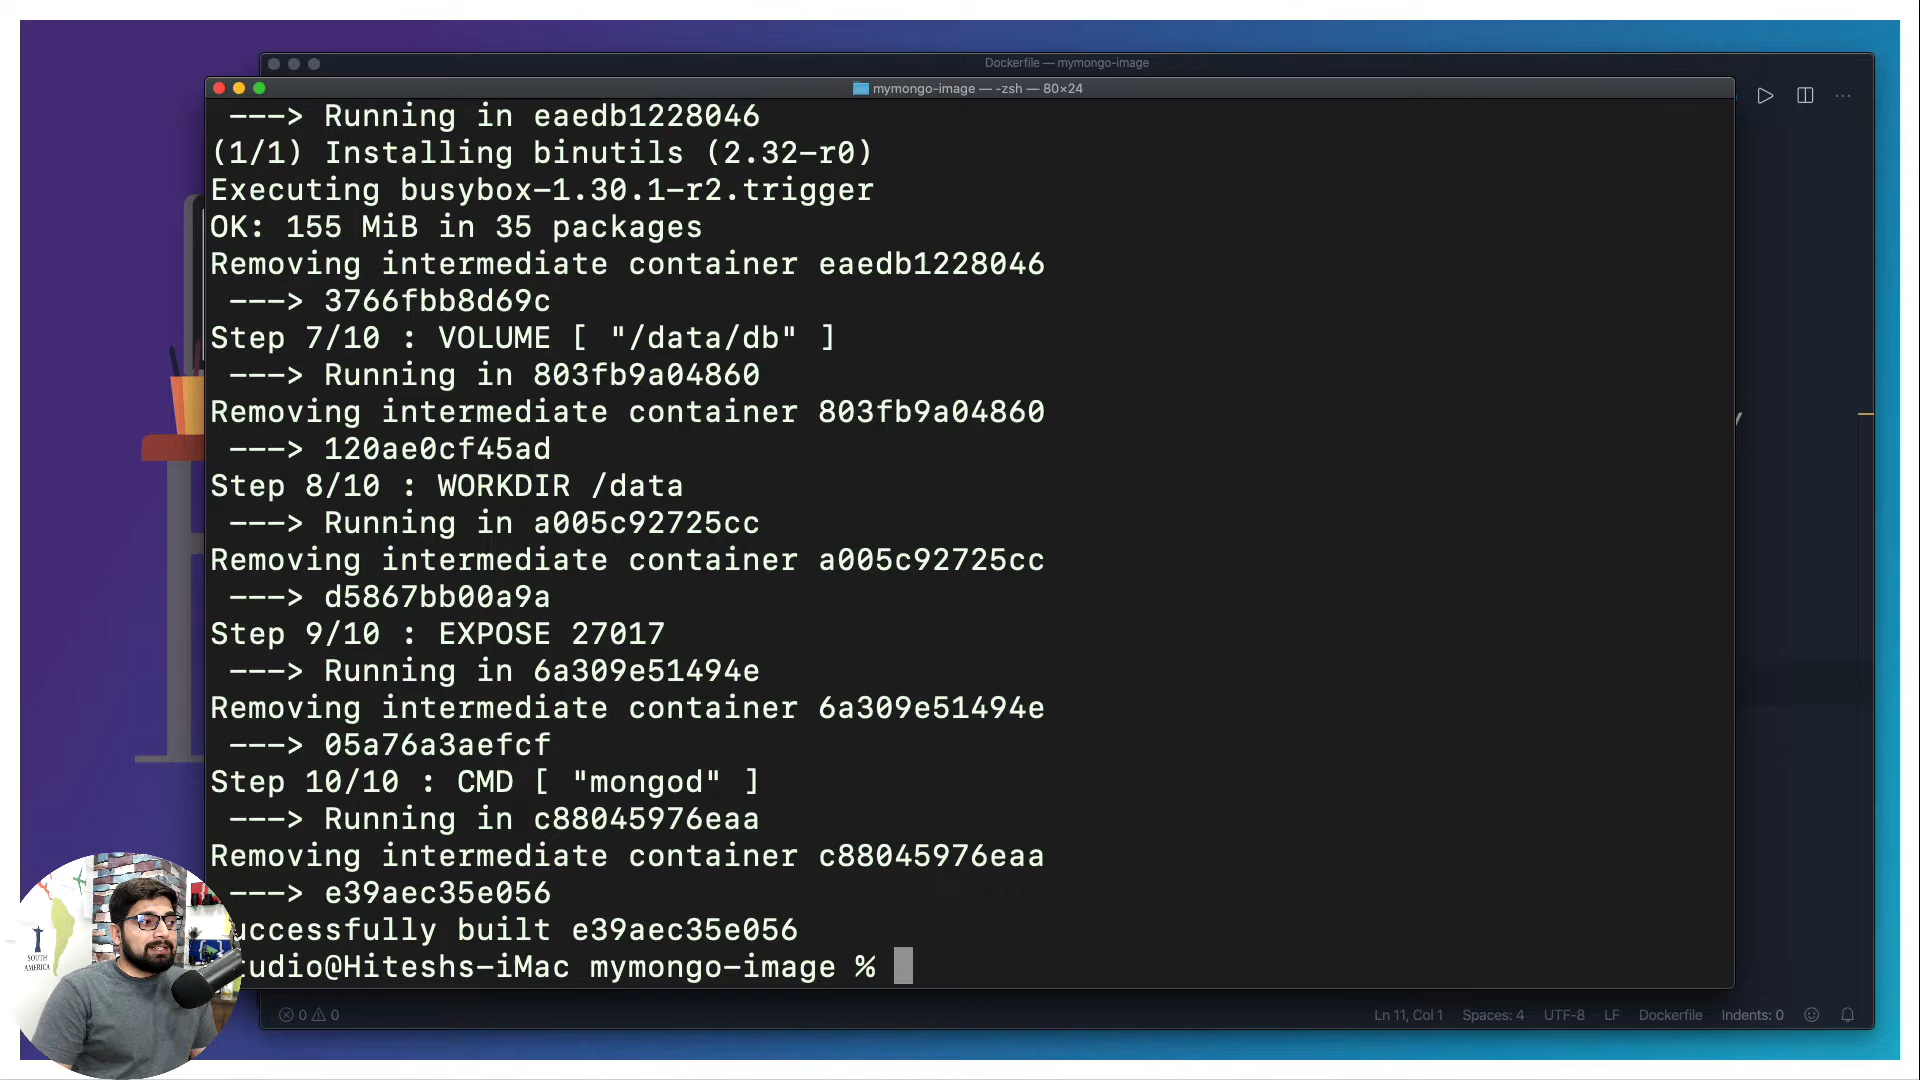 Dockerfile — mymongo-image
mymongo-image — -zsh — 80×24
---> Running in eaedb1228046
(1/1) Installing binutils (2.32-r0)
Executing busybox-1.30.1-r2.trigger
OK: 155 MiB in 35 packages
Removing intermediate container eaedb1228046
---> 3766fbb8d69c
Step 7/10 : VOLUME [ "/data/db" ]
---> Running in 803fb9a04860
Removing intermediate container 803fb9a04860
---> 120ae0cf45ad
Step 8/10 : WORKDIR /data
---> Running in a005c92725cc
Removing intermediate container a005c92725cc
---> d5867bb00a9a
Step 9/10 : EXPOSE 27017
---> Running in 6a309e51494e
Removing intermediate container 6a309e51494e
---> 05a76a3aefcf
Step 10/10 : CMD [ "mongod" ]
---> Running in c88045976eaa
Removing intermediate container c88045976eaa
---> e39aec35e056
uccessfully built e39aec35e056
tudio@Hiteshs-iMac mymongo-image %
SOUTH
AMERICA
0 0
Ln 11, Col 1 Spaces: 4 UTF-8 LF Dockerfile Indents: 0